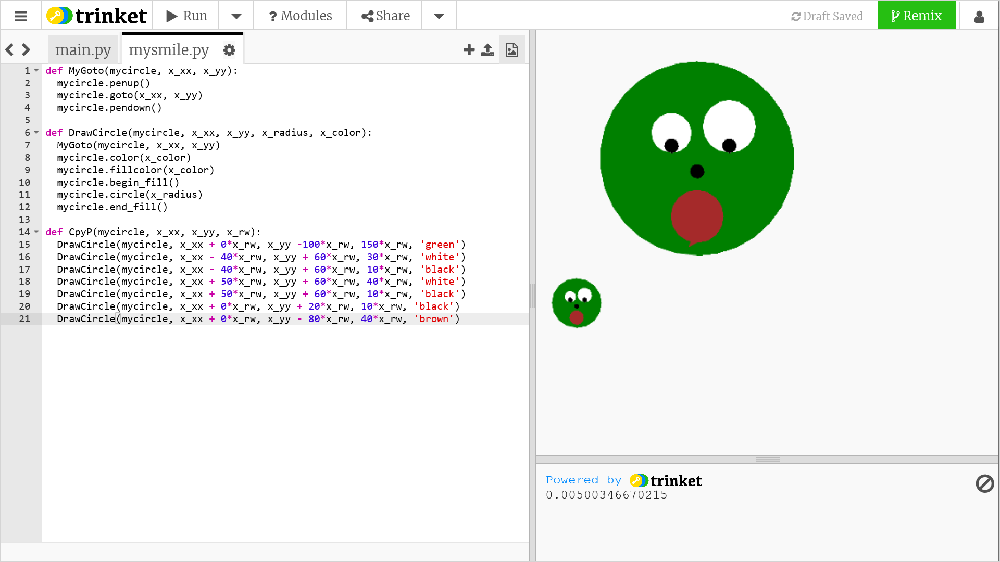 trinket Run ? Modules Share Draft Saved Remix
main.py mysmile.py
1 def MyGoto(mycircle, x_xx, x_yy):
2   mycircle.penup()
3   mycircle.goto(x_xx, x_yy)
4   mycircle.pendown()
5
6 def DrawCircle(mycircle, x_xx, x_yy, x_radius, x_color):
7   MyGoto(mycircle, x_xx, x_yy)
8   mycircle.color(x_color)
9   mycircle.fillcolor(x_color)
10   mycircle.begin_fill()
11   mycircle.circle(x_radius)
12   mycircle.end_fill()
13
14 def CpyP(mycircle, x_xx, x_yy, x_rw):
15   DrawCircle(mycircle, x_xx + 0*x_rw, x_yy -100*x_rw, 150*x_rw, 'green')
16   DrawCircle(mycircle, x_xx - 40*x_rw, x_yy + 60*x_rw, 30*x_rw, 'white')
17   DrawCircle(mycircle, x_xx - 40*x_rw, x_yy + 60*x_rw, 10*x_rw, 'black')
18   DrawCircle(mycircle, x_xx + 50*x_rw, x_yy + 60*x_rw, 40*x_rw, 'white')
19   DrawCircle(mycircle, x_xx + 50*x_rw, x_yy + 60*x_rw, 10*x_rw, 'black')
20   DrawCircle(mycircle, x_xx + 0*x_rw, x_yy + 20*x_rw, 10*x_rw, 'black')
21   DrawCircle(mycircle, x_xx + 0*x_rw, x_yy - 80*x_rw, 40*x_rw, 'brown')
Powered by trinket
0.00500346670215